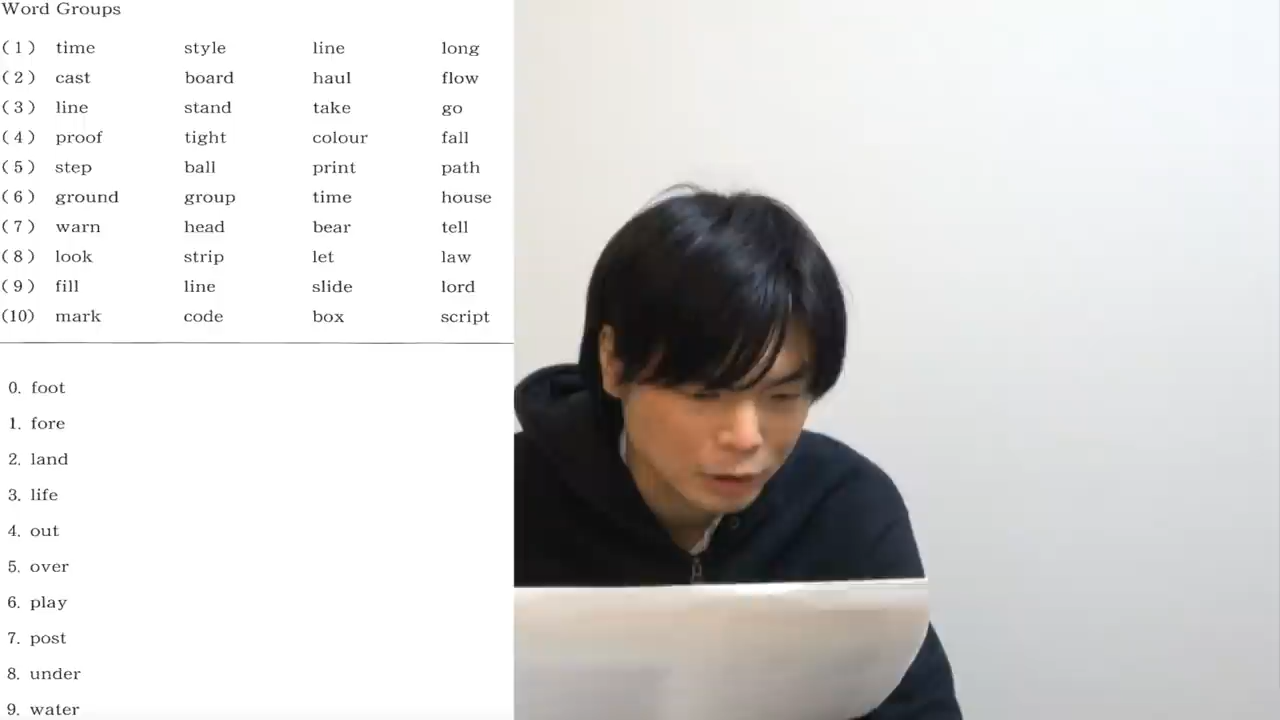 Word Groups
(1) time style line long
(2) cast board haul flow
(3) line stand take go
(4) proof tight colour fall
(5) step ball print path
(6) ground group time house
(7) warn head bear tell
(8) look strip let law
(9) fill line slide lord
(10) mark code box script
0. foot
1. fore
2. land
3. life
4. out
5. over
6. play
7. post
8. under
9. water